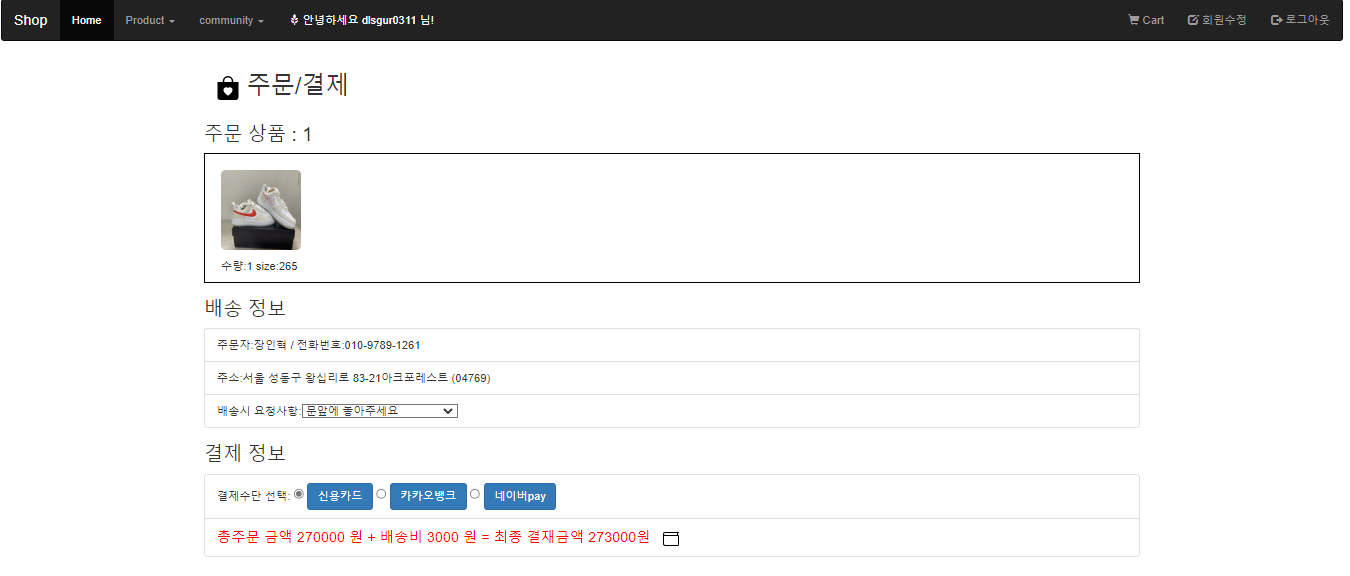 Shop Home Product community 안녕하세요 dlsgur0311 님! Cart 회원수정 로그아웃
주문/결제
주문 상품 : 1
수량:1 size:265
배송 정보
주문자:장인혁 / 전화번호:010-9789-1261
주소:서울 성동구 왕십리로 83-21아크포레스트 (04769)
배송시 요청사항: 문앞에 놓아주세요
결제 정보
결제수단 선택: 신용카드 카카오뱅크 네이버pay
총주문 금액 270000 원 + 배송비 3000 원 = 최종 결재금액 273000원